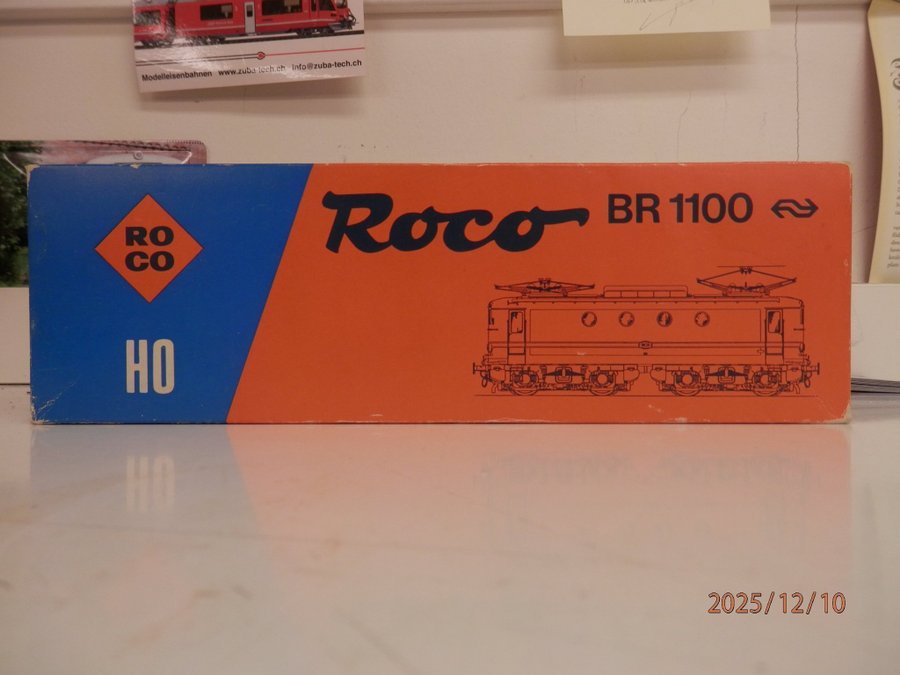 Modelleisenbahnen www.zuba-tech.ch info@zuba-tech.ch
Roco BR 1100
RO
CO
HO
2025/12/10